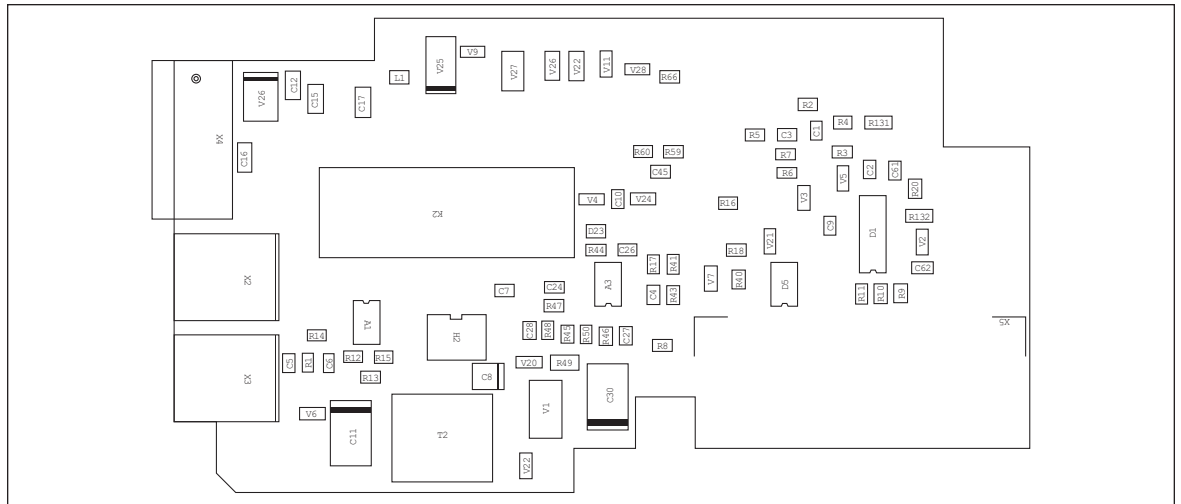 V9
V25
V27
V26
V22
V11
V28
R66
L1
V26
C12
C15
C17
X4
C16
R2
R5
C3
C1
R4
R131
R60
R59
R7
R3
C45
R6
V5
C2
C61
R20
K2
V4
C10
V24
R16
V3
C9
D1
R132
D23
R44
C26
R18
V21
V2
R17
R41
C62
X2
A3
V7
R40
D5
C7
C24
C4
R43
R11
R10
R9
R47
A1
H2
X5
R14
C28
R48
R45
R50
R46
C27
R8
X3
C5
R1
C6
R12
R15
V20
R49
R13
C8
C30
V1
V6
C11
T2
V22